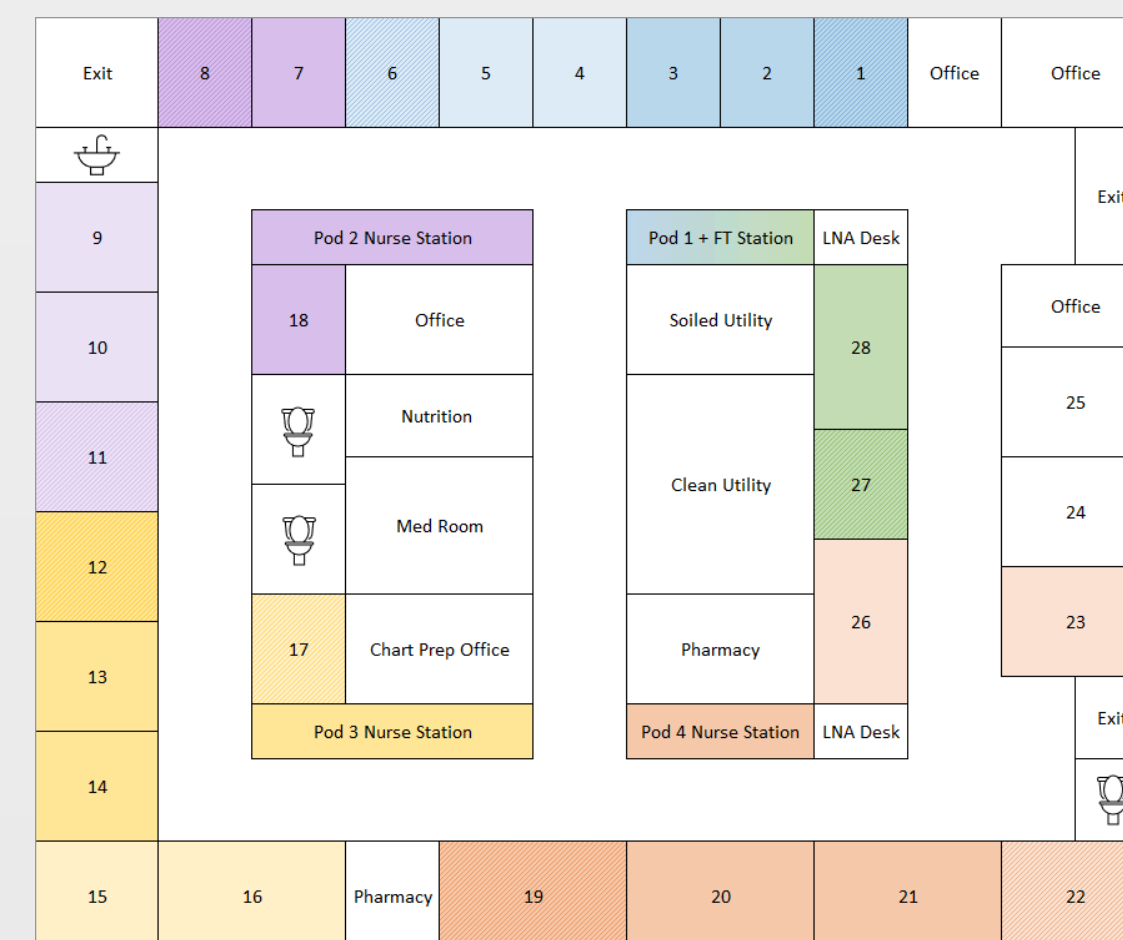 Exit
8
7
6
5
4
3
2
1
Office
Office
Exit
9
Pod 2 Nurse Station
Pod 1 + FT Station
LNA Desk
10
18
Office
Soiled Utility
28
Office
25
Nutrition
11
Med Room
Clean Utility
27
24
12
17
Chart Prep Office
Pharmacy
26
23
13
Pod 3 Nurse Station
Pod 4 Nurse Station
LNA Desk
Exit
14
15
16
Pharmacy
19
20
21
22